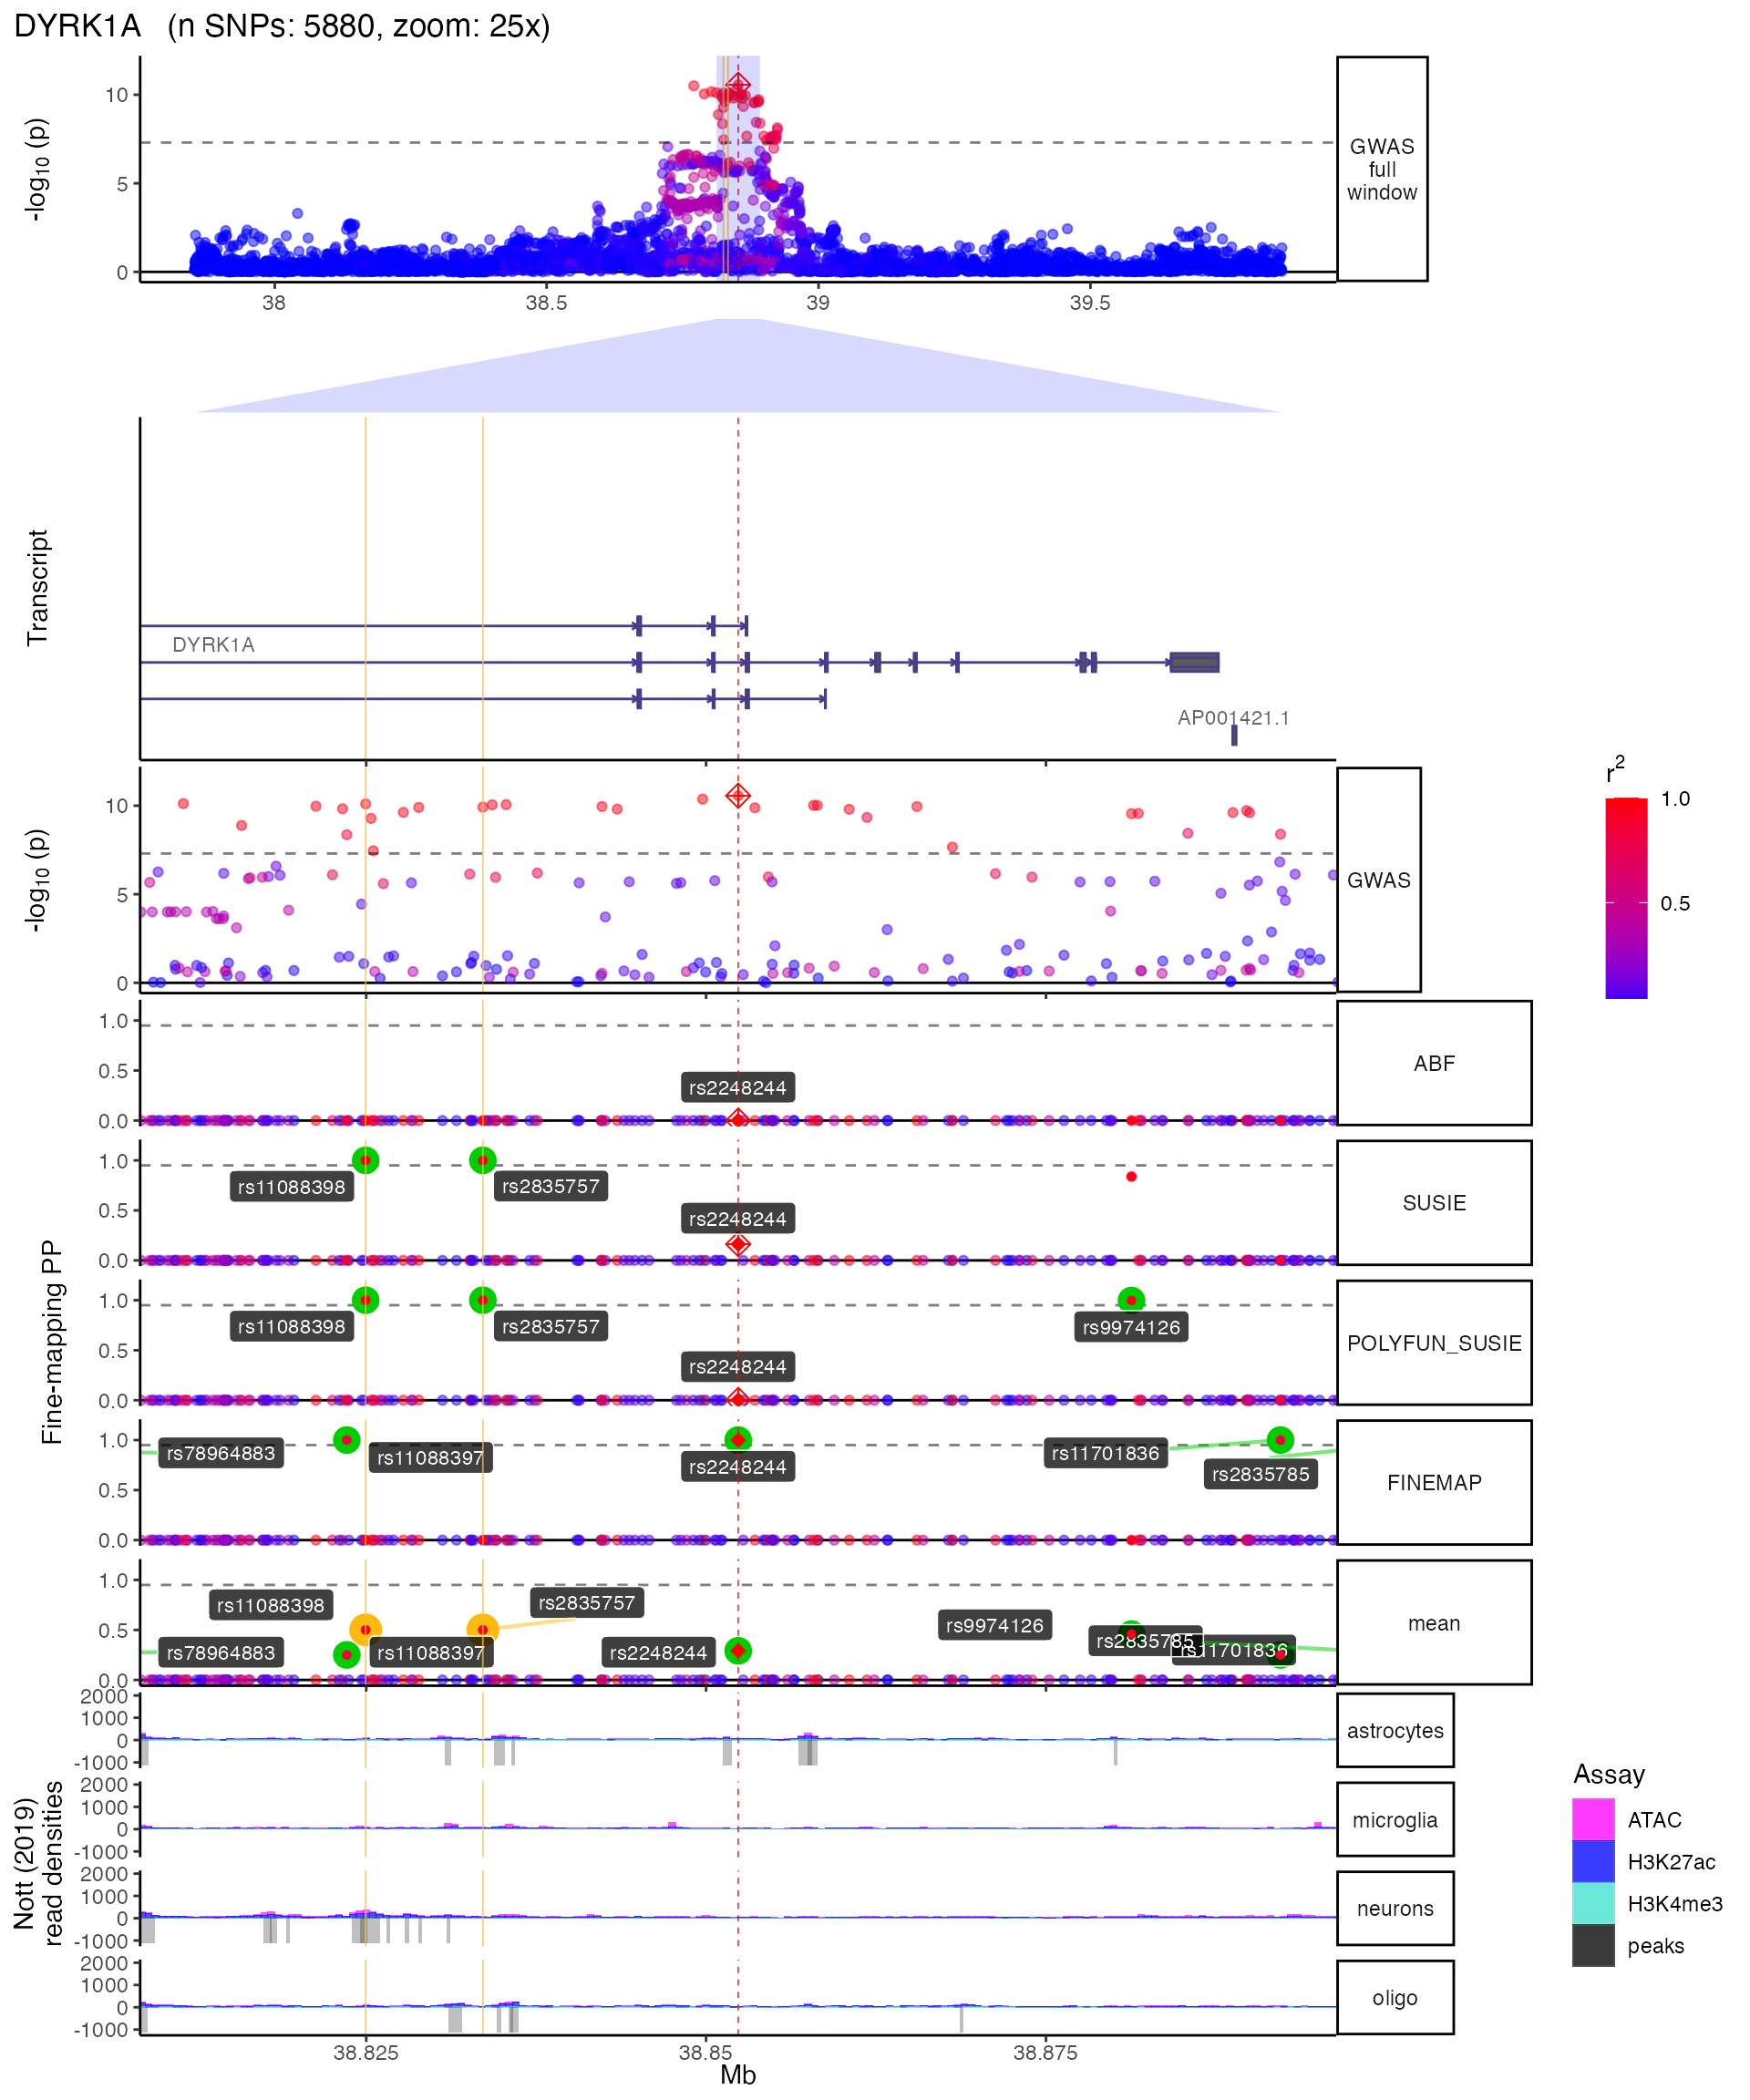 DYRK1A (n SNPs: 5880, zoom: 25x)
-log10 (p)
10
5
0
GWAS
full
window
38
38.5
39
39.5
Transcript
DYRK1A
AP001421.1
-log10 (p)
10
5
0
GWAS
r2
1.0
0.5
Fine-mapping PP
1.0
0.5
0.0
rs2248244
ABF
1.0
0.5
0.0
rs11088398
rs2835757
rs2248244
SUSIE
1.0
0.5
0.0
rs11088398
rs2835757
rs2248244
rs9974126
POLYFUN_SUSIE
1.0
0.5
0.0
rs78964883
rs11088397
rs2248244
rs11701836
rs2835785
FINEMAP
1.0
0.5
0.0
rs11088398
rs2835757
rs78964883
rs11088397
rs2248244
rs9974126
rs2835785
rs11701836
mean
Nott (2019)
read densities
2000
1000
0
-1000
astrocytes
2000
1000
0
-1000
microglia
2000
1000
0
-1000
neurons
2000
1000
0
-1000
oligo
38.825
38.85
38.875
Mb
Assay
ATAC
H3K27ac
H3K4me3
peaks